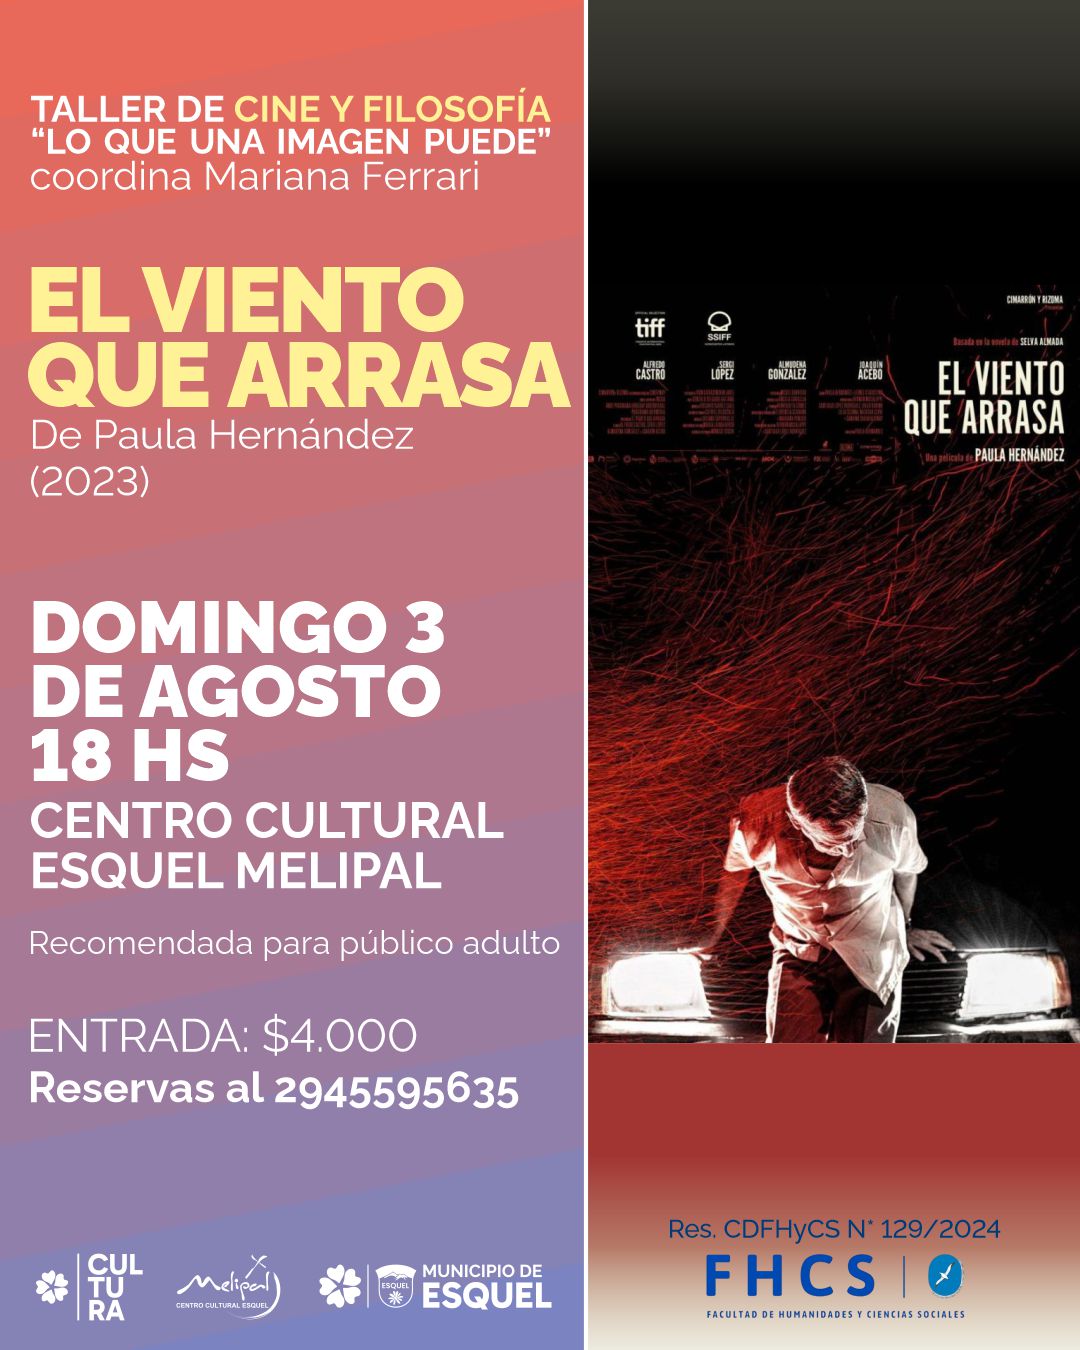 TALLER DE CINE Y FILOSOFÍA
“LO QUE UNA IMAGEN PUEDE”
coordina Mariana Ferrari
EL VIENTO
QUE ARRASA
De Paula Hernández
(2023)
DOMINGO 3
DE AGOSTO
18 HS
CENTRO CULTURAL
ESQUEL MELIPAL
Recomendada para público adulto
ENTRADA: $4.000
Reservas al 2945595635
CUL
TU
RA
Melipal
CENTRO CULTURAL ESQUEL
ESQUEL
MUNICIPIO DE
ESQUEL
CIMARRÓN Y RIZOMA
tiff
SSIFF
Basada en la novela de SELVA ALMADA
ALFREDO
CASTRO
SERGI
LOPEZ
ALMUDENA
GONZÁLEZ
JOAQUÍN
ACEBO
EL VIENTO
QUE ARRASA
Una película de PAULA HERNÁNDEZ
Res. CDFHyCS N° 129/2024
FHCS
FACULTAD DE HUMANIDADES Y CIENCIAS SOCIALES